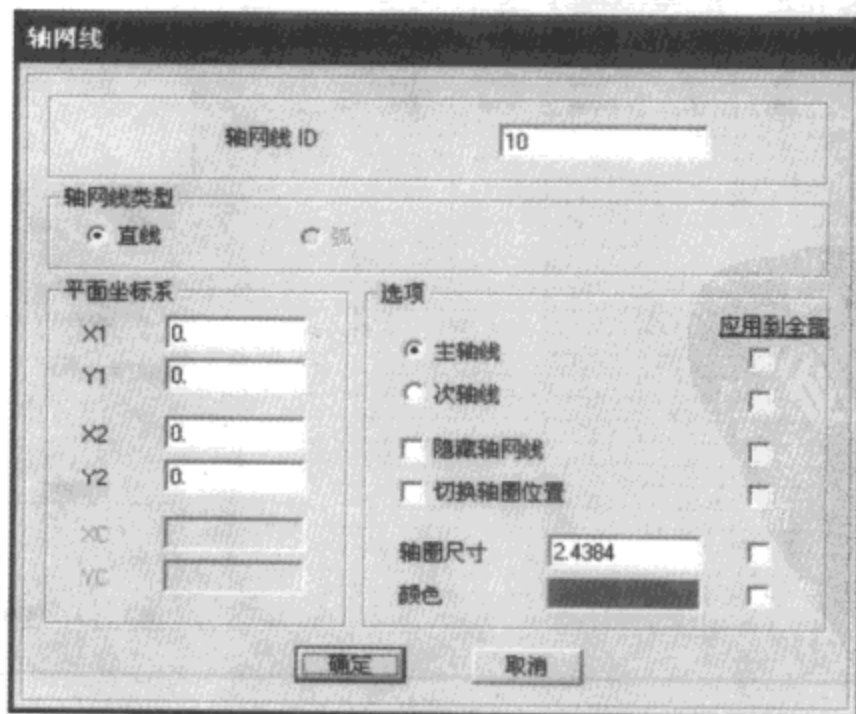 轴网线
轴网线 ID 10
轴网线类型
直线 弧
平面坐标系
X1 0.
Y1 0.
X2 0.
Y2 0.
XC
YC
选项
应用到全部
主轴线
次轴线
隐藏轴网线
切换轴圈位置
轴圈尺寸 2.4384
颜色
确定 取消